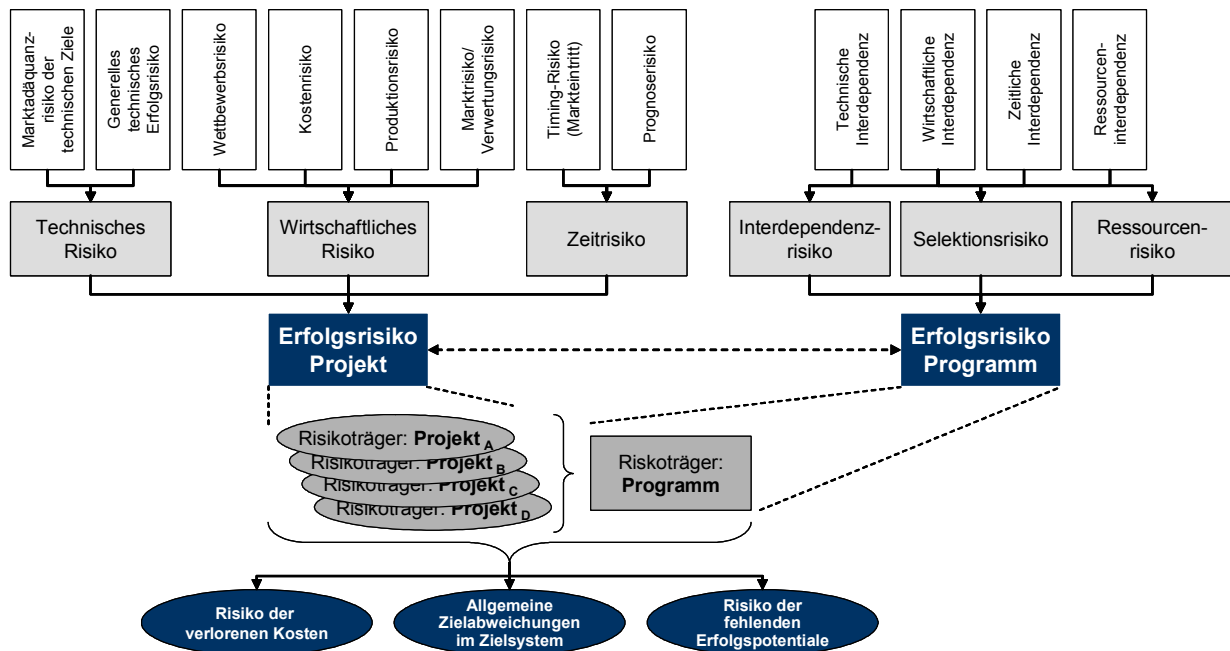 Marktadäquanz-
risiko der
technischen Ziele
Generelles
technisches
Erfolgsrisiko
Wettbewerbsrisiko
Kostenrisiko
Produktionsrisiko
Marktrisiko/
Verwertungsrisiko
Timing-Risiko
(Markteintritt)
Prognoserisiko
Technische
Interdependenz
Wirtschaftliche
Interdependenz
Zeitliche
Interdependenz
Ressourcen-
interdependenz
Technisches
Risiko
Wirtschaftliches
Risiko
Zeitrisiko
Interdependenz-
risiko
Selektionsrisiko
Ressourcen-
risiko
Erfolgsrisiko
Projekt
Erfolgsrisiko
Programm
Risikoträger: Projekt A
Risikoträger: Projekt B
Risikoträger: Projekt C
Risikoträger: Projekt D
Riskoträger:
Programm
Risiko der
verlorenen Kosten
Allgemeine
Zielabweichungen
im Zielsystem
Risiko der
fehlenden
Erfolgspotentiale